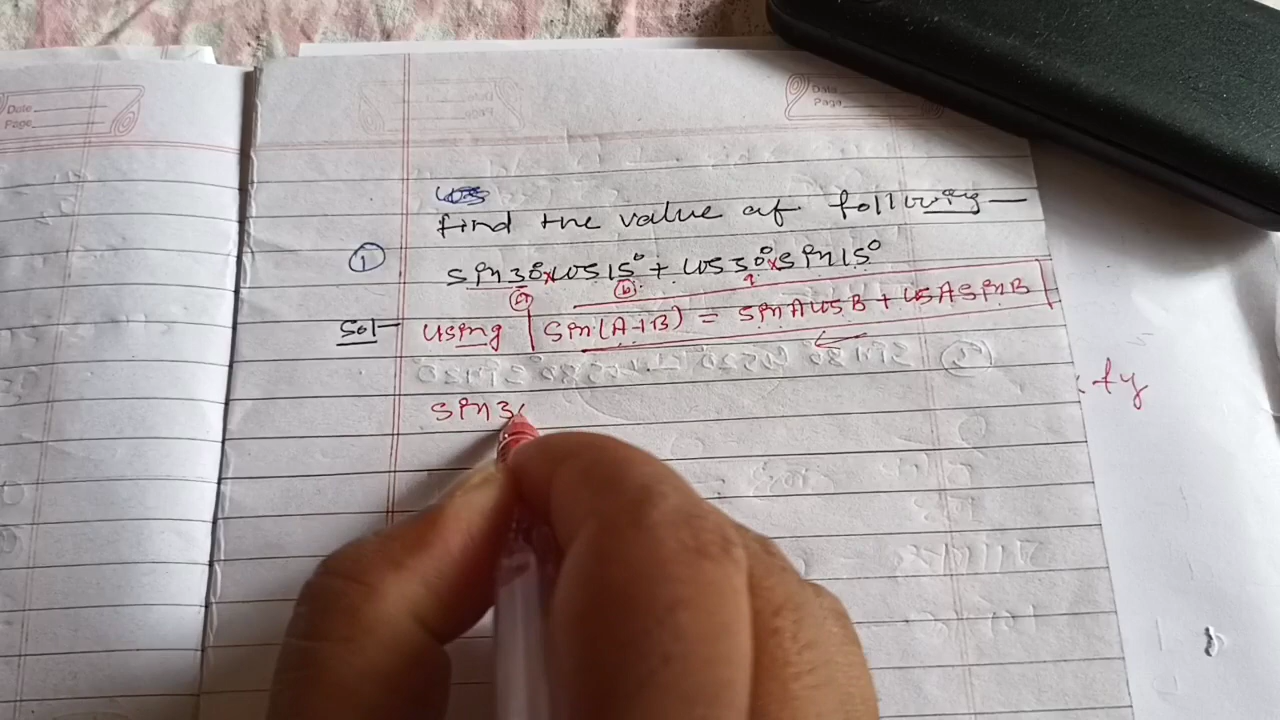 Date
Page
Date
Page
find the value of following—
① sin30°×cos15° + cos30°×sin15°
Sol— using sin(A+B) = sinAcosB + cosAsinB
sin3
ty